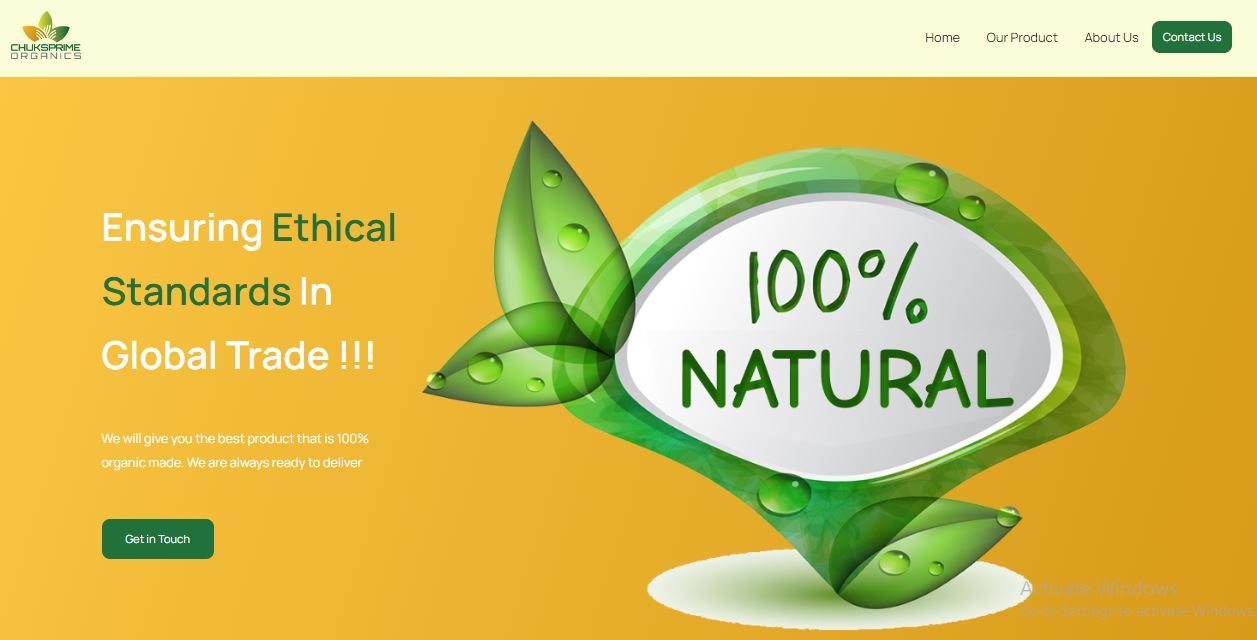 CHUKSPRIME
ORGANICS
Home Our Product About Us Contact Us
Ensuring Ethical
Standards In
Global Trade !!!
We will give you the best product that is 100%
organic made. We are always ready to deliver
Get in Touch
100%
NATURAL
Activate Windows
Go to Settings to activate Windows.